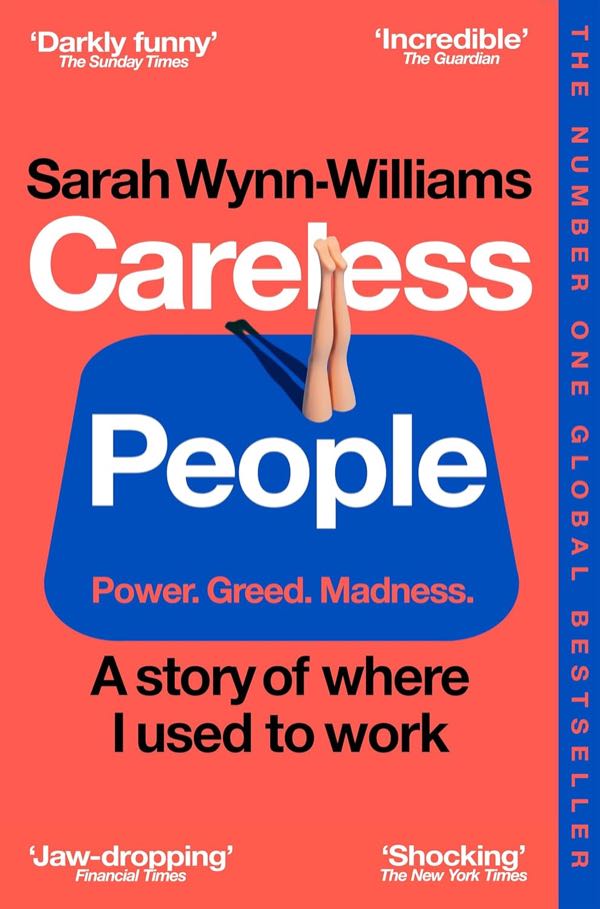 ‘Darkly funny’
The Sunday Times
‘Incredible’
The Guardian
Sarah Wynn-Williams
Careless
People
Power. Greed. Madness.
A story of where
I used to work
‘Jaw-dropping’
Financial Times
‘Shocking’
The New York Times
THE NUMBER ONE GLOBAL BESTSELLER